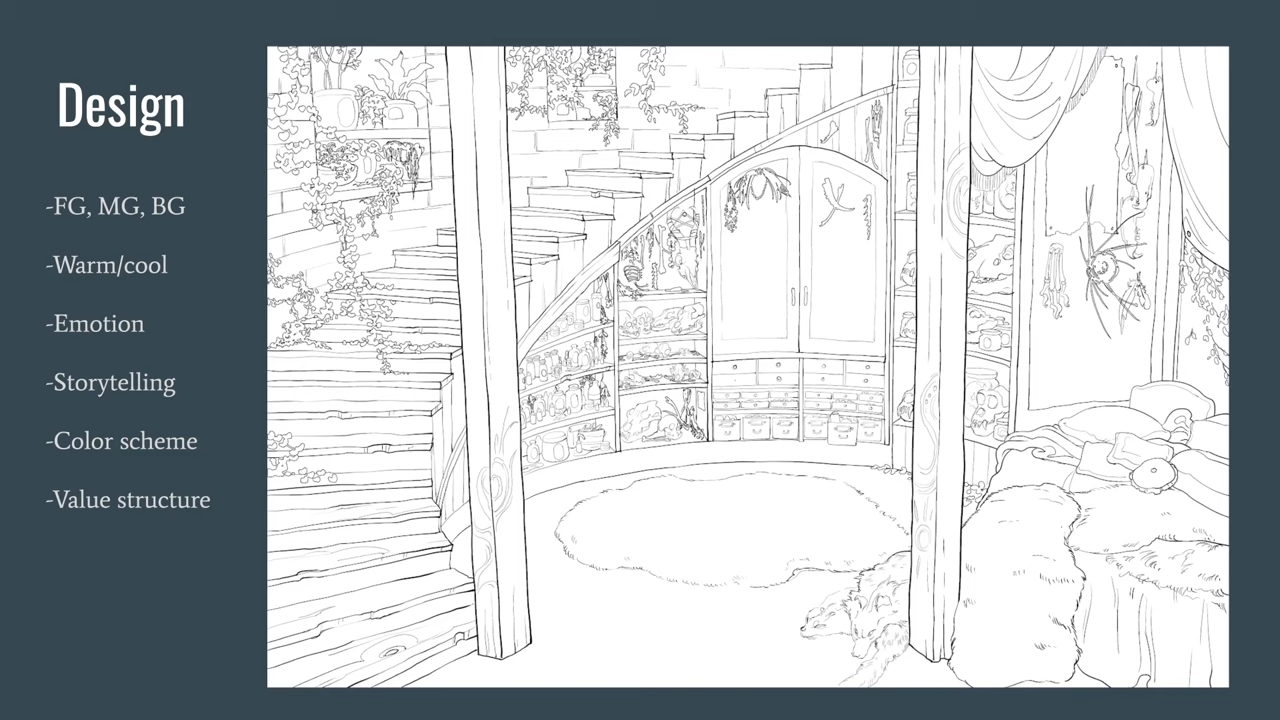 Design
-FG, MG, BG
-Warm/cool
-Emotion
-Storytelling
-Color scheme
-Value structure